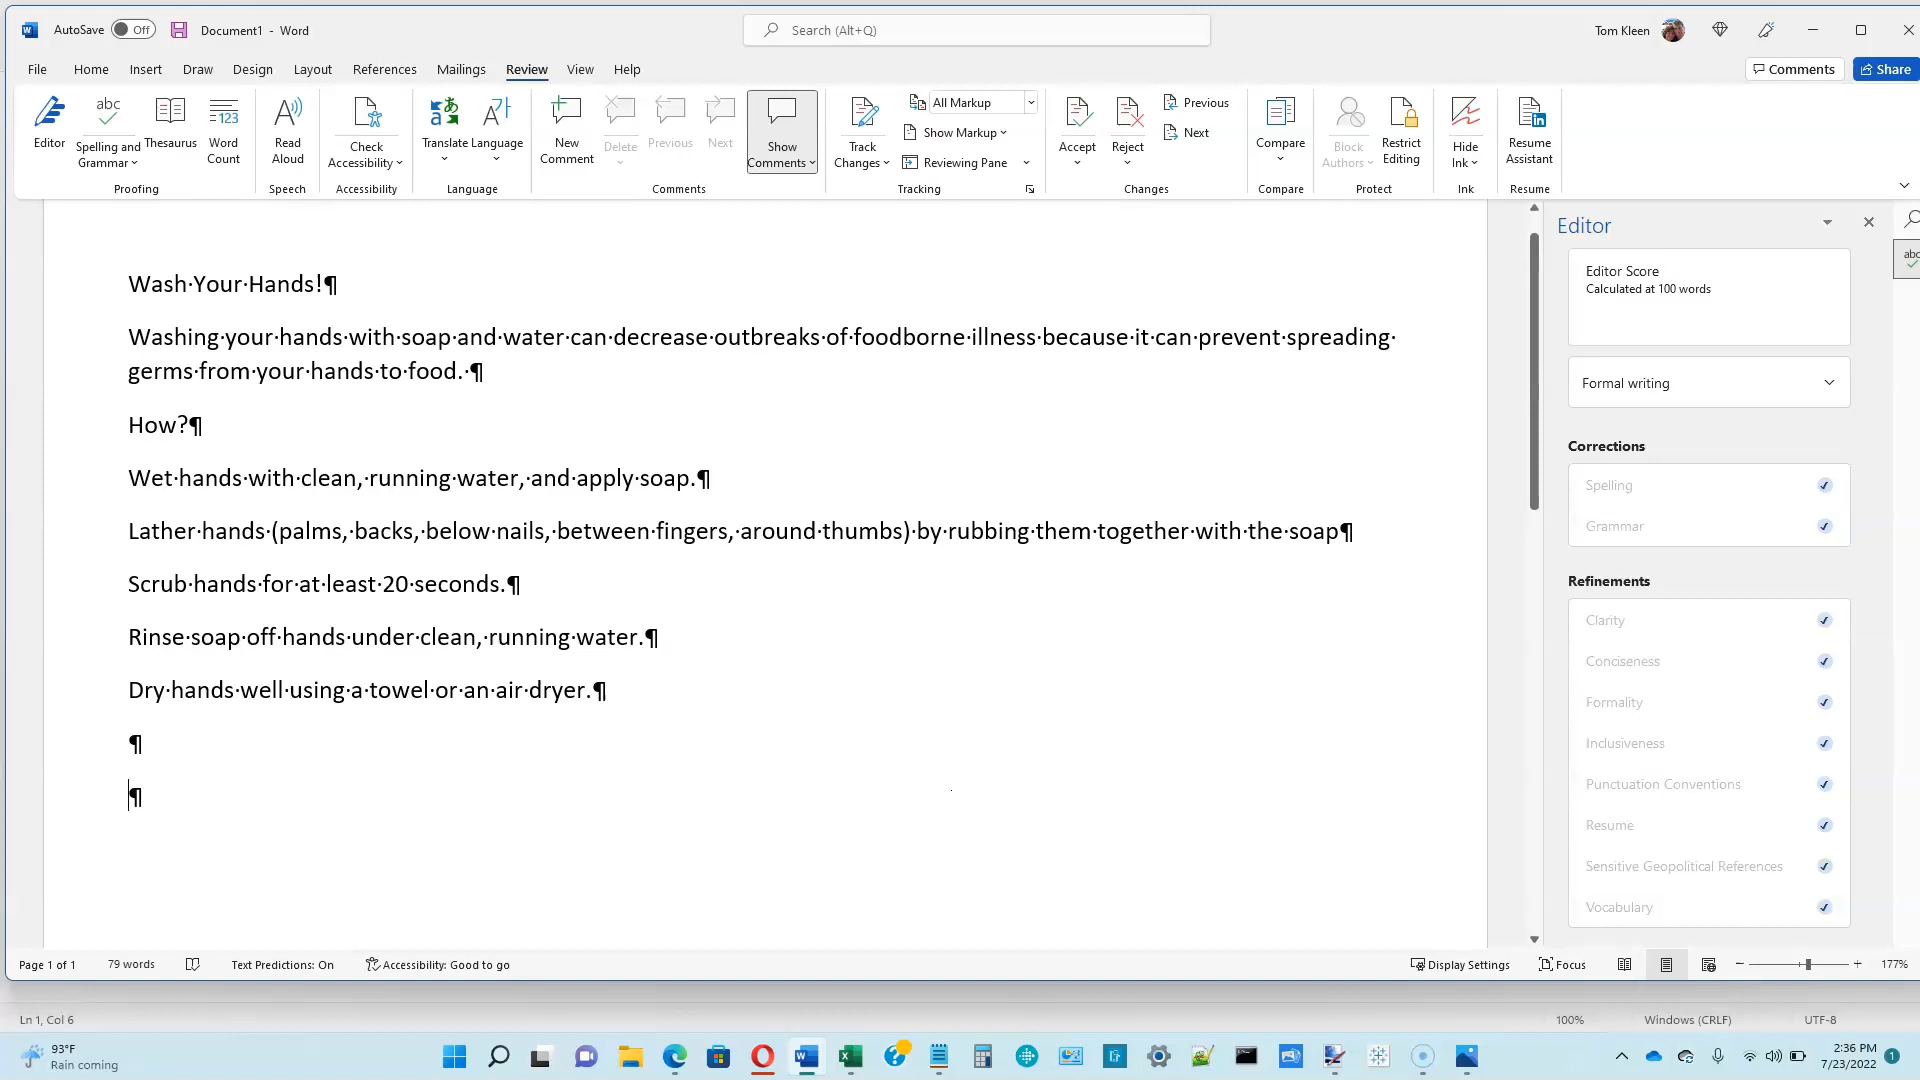 AutoSave Off Document1 - Word Search (Alt+Q) Tom Kleen
File Home Insert Draw Design Layout References Mailings Review View Help Comments Share
Editor
abc Spelling and Grammar
Thesaurus
123 Word Count
Read Aloud
Check Accessibility
Translate
Language
New Comment
Delete
Previous
Next
Show Comments
Track Changes
All Markup
Show Markup
Reviewing Pane
Accept
Reject
Previous
Next
Compare
Block Authors
Restrict Editing
Hide Ink
Resume Assistant
Proofing Speech Accessibility Language Comments Tracking Changes Compare Protect Ink Resume
Wash·Your·Hands!¶
Washing·your·hands·with·soap·and·water·can·decrease·outbreaks·of·foodborne·illness·because·it·can·prevent·spreading·
germs·from·your·hands·to·food.·¶
How?¶
Wet·hands·with·clean,·running·water,·and·apply·soap.¶
Lather·hands·(palms,·backs,·below·nails,·between·fingers,·around·thumbs)·by·rubbing·them·together·with·the·soap¶
Scrub·hands·for·at·least·20·seconds.¶
Rinse·soap·off·hands·under·clean,·running·water.¶
Dry·hands·well·using·a·towel·or·an·air·dryer.¶
¶
¶
Editor
abc
Editor Score
Calculated at 100 words
Formal writing
Corrections
Spelling
Grammar
Refinements
Clarity
Conciseness
Formality
Inclusiveness
Punctuation Conventions
Resume
Sensitive Geopolitical References
Vocabulary
Page 1 of 1 79 words Text Predictions: On Accessibility: Good to go Display Settings Focus 177%
Ln 1, Col 6 100% Windows (CRLF) UTF-8
93°F
Rain coming
2:36 PM
7/23/2022 1